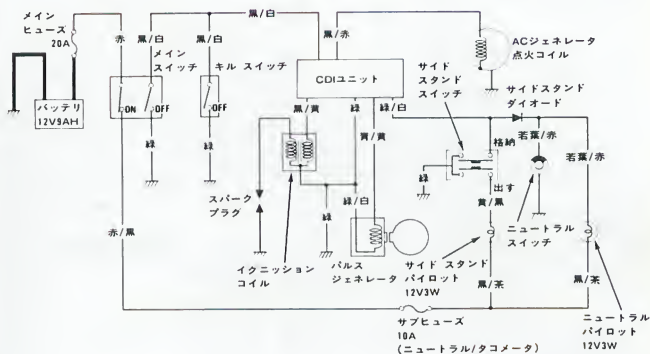 メイン
ヒューズ
20A
赤
黒/白
黒/白
メイン
スイッチ
黒/白
キル スイッチ
黒/赤
CDIユニット
ACジェネレータ
点火コイル
サイド
スタンド
スイッチ
サイドスタンド
ダイオード
バッテリ
12V9AH
ON
OFF
OFF
黒/黄
緑
緑/白
青/黄
格納
若葉/赤
若葉/赤
緑
緑
緑
出す
黄/黒
スパーク
プラグ
緑
緑/白
赤/黒
イグニッション
コイル
パルス
ジェネレータ
サイド スタンド
パイロット
12V3W
ニュートラル
スイッチ
黒/茶
黒/茶
サブヒューズ
10A
(ニュートラル/タコメータ)
ニュートラル
パイロット
12V3W